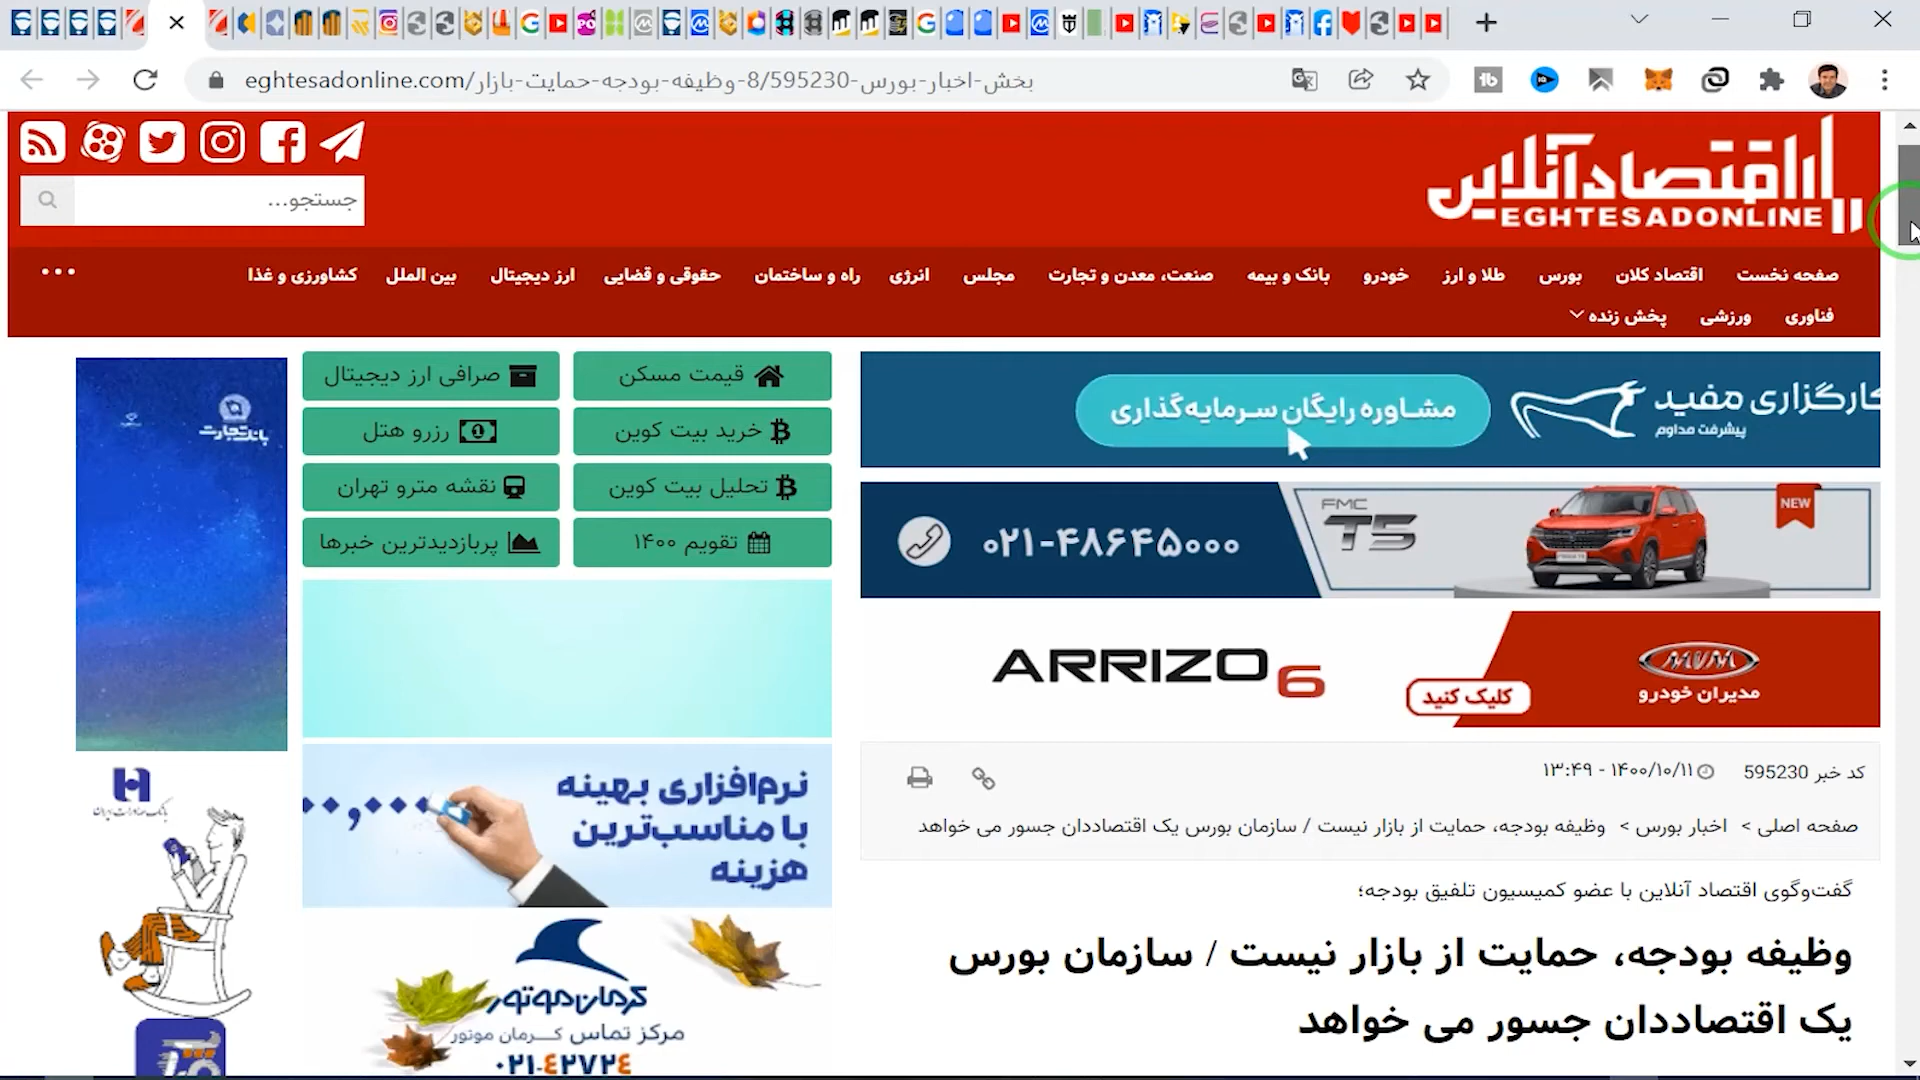 eghtesadonline.com/بخش-اخبار-بورس-8/595230-وظیفه-بودجه-حمایت-بازار
اقتصادآنلاین
EGHTESADONLINE
جستجو...
صفحه نخست اقتصاد کلان بورس طلا و ارز خودرو بانک و بیمه صنعت، معدن و تجارت مجلس انرژی راه و ساختمان حقوقی و قضایی ارز دیجیتال بین الملل کشاورزی و غذا
فناوری ورزشی پخش زنده
کارگزاری مفید
پیشرفت مداوم
مشاوره رایگان سرمایه‌گذاری
FMC
T5
NEW
۰۲۱-۴۸۶۴۵۰۰۰
ARRIZO 6
MVM
مدیران خودرو
کلیک کنید
کد خبر 595230
۱۴۰۰/۱۰/۱۱ - ۱۳:۴۹
صفحه اصلی > اخبار بورس > وظیفه بودجه، حمایت از بازار نیست / سازمان بورس یک اقتصاددان جسور می خواهد
گفت‌وگوی اقتصاد آنلاین با عضو کمیسیون تلفیق بودجه؛
وظیفه بودجه، حمایت از بازار نیست / سازمان بورس
یک اقتصاددان جسور می خواهد
قیمت مسکن
صرافی ارز دیجیتال
خرید بیت کوین
رزرو هتل
تحلیل بیت کوین
نقشه مترو تهران
تقویم ۱۴۰۰
پربازدیدترین خبرها
نرم‌افزاری بهینه
با مناسب‌ترین
هزینه
کرمان‌موتور
مرکز تماس کرمان موتور
۰۲۱-۴۲۷۲۴
بانک تجارت
بانک صادرات ایران